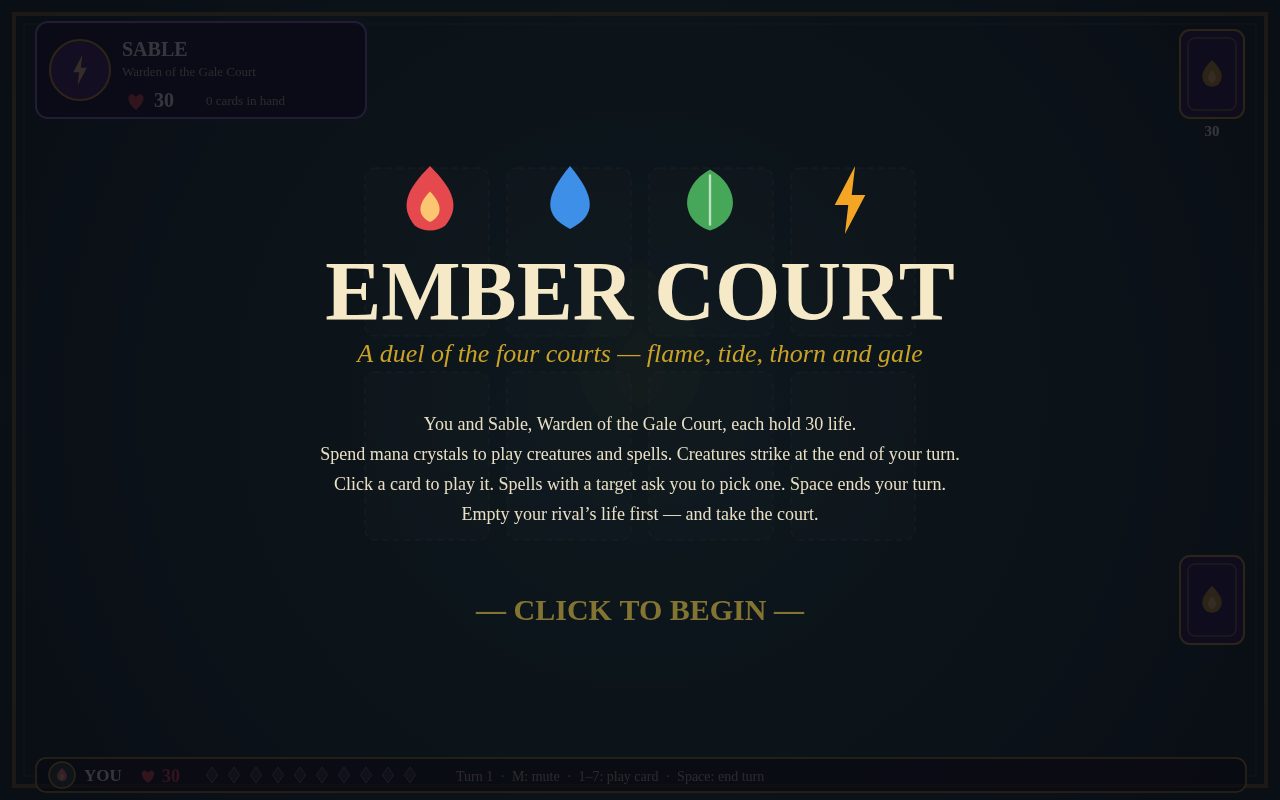 SABLE
Warden of the Gale Court
30
0 cards in hand
30
EMBER COURT
A duel of the four courts — flame, tide, thorn and gale
You and Sable, Warden of the Gale Court, each hold 30 life.
Spend mana crystals to play creatures and spells. Creatures strike at the end of your turn.
Click a card to play it. Spells with a target ask you to pick one. Space ends your turn.
Empty your rival’s life first — and take the court.
— CLICK TO BEGIN —
YOU
30
Turn 1 · M: mute · 1–7: play card · Space: end turn